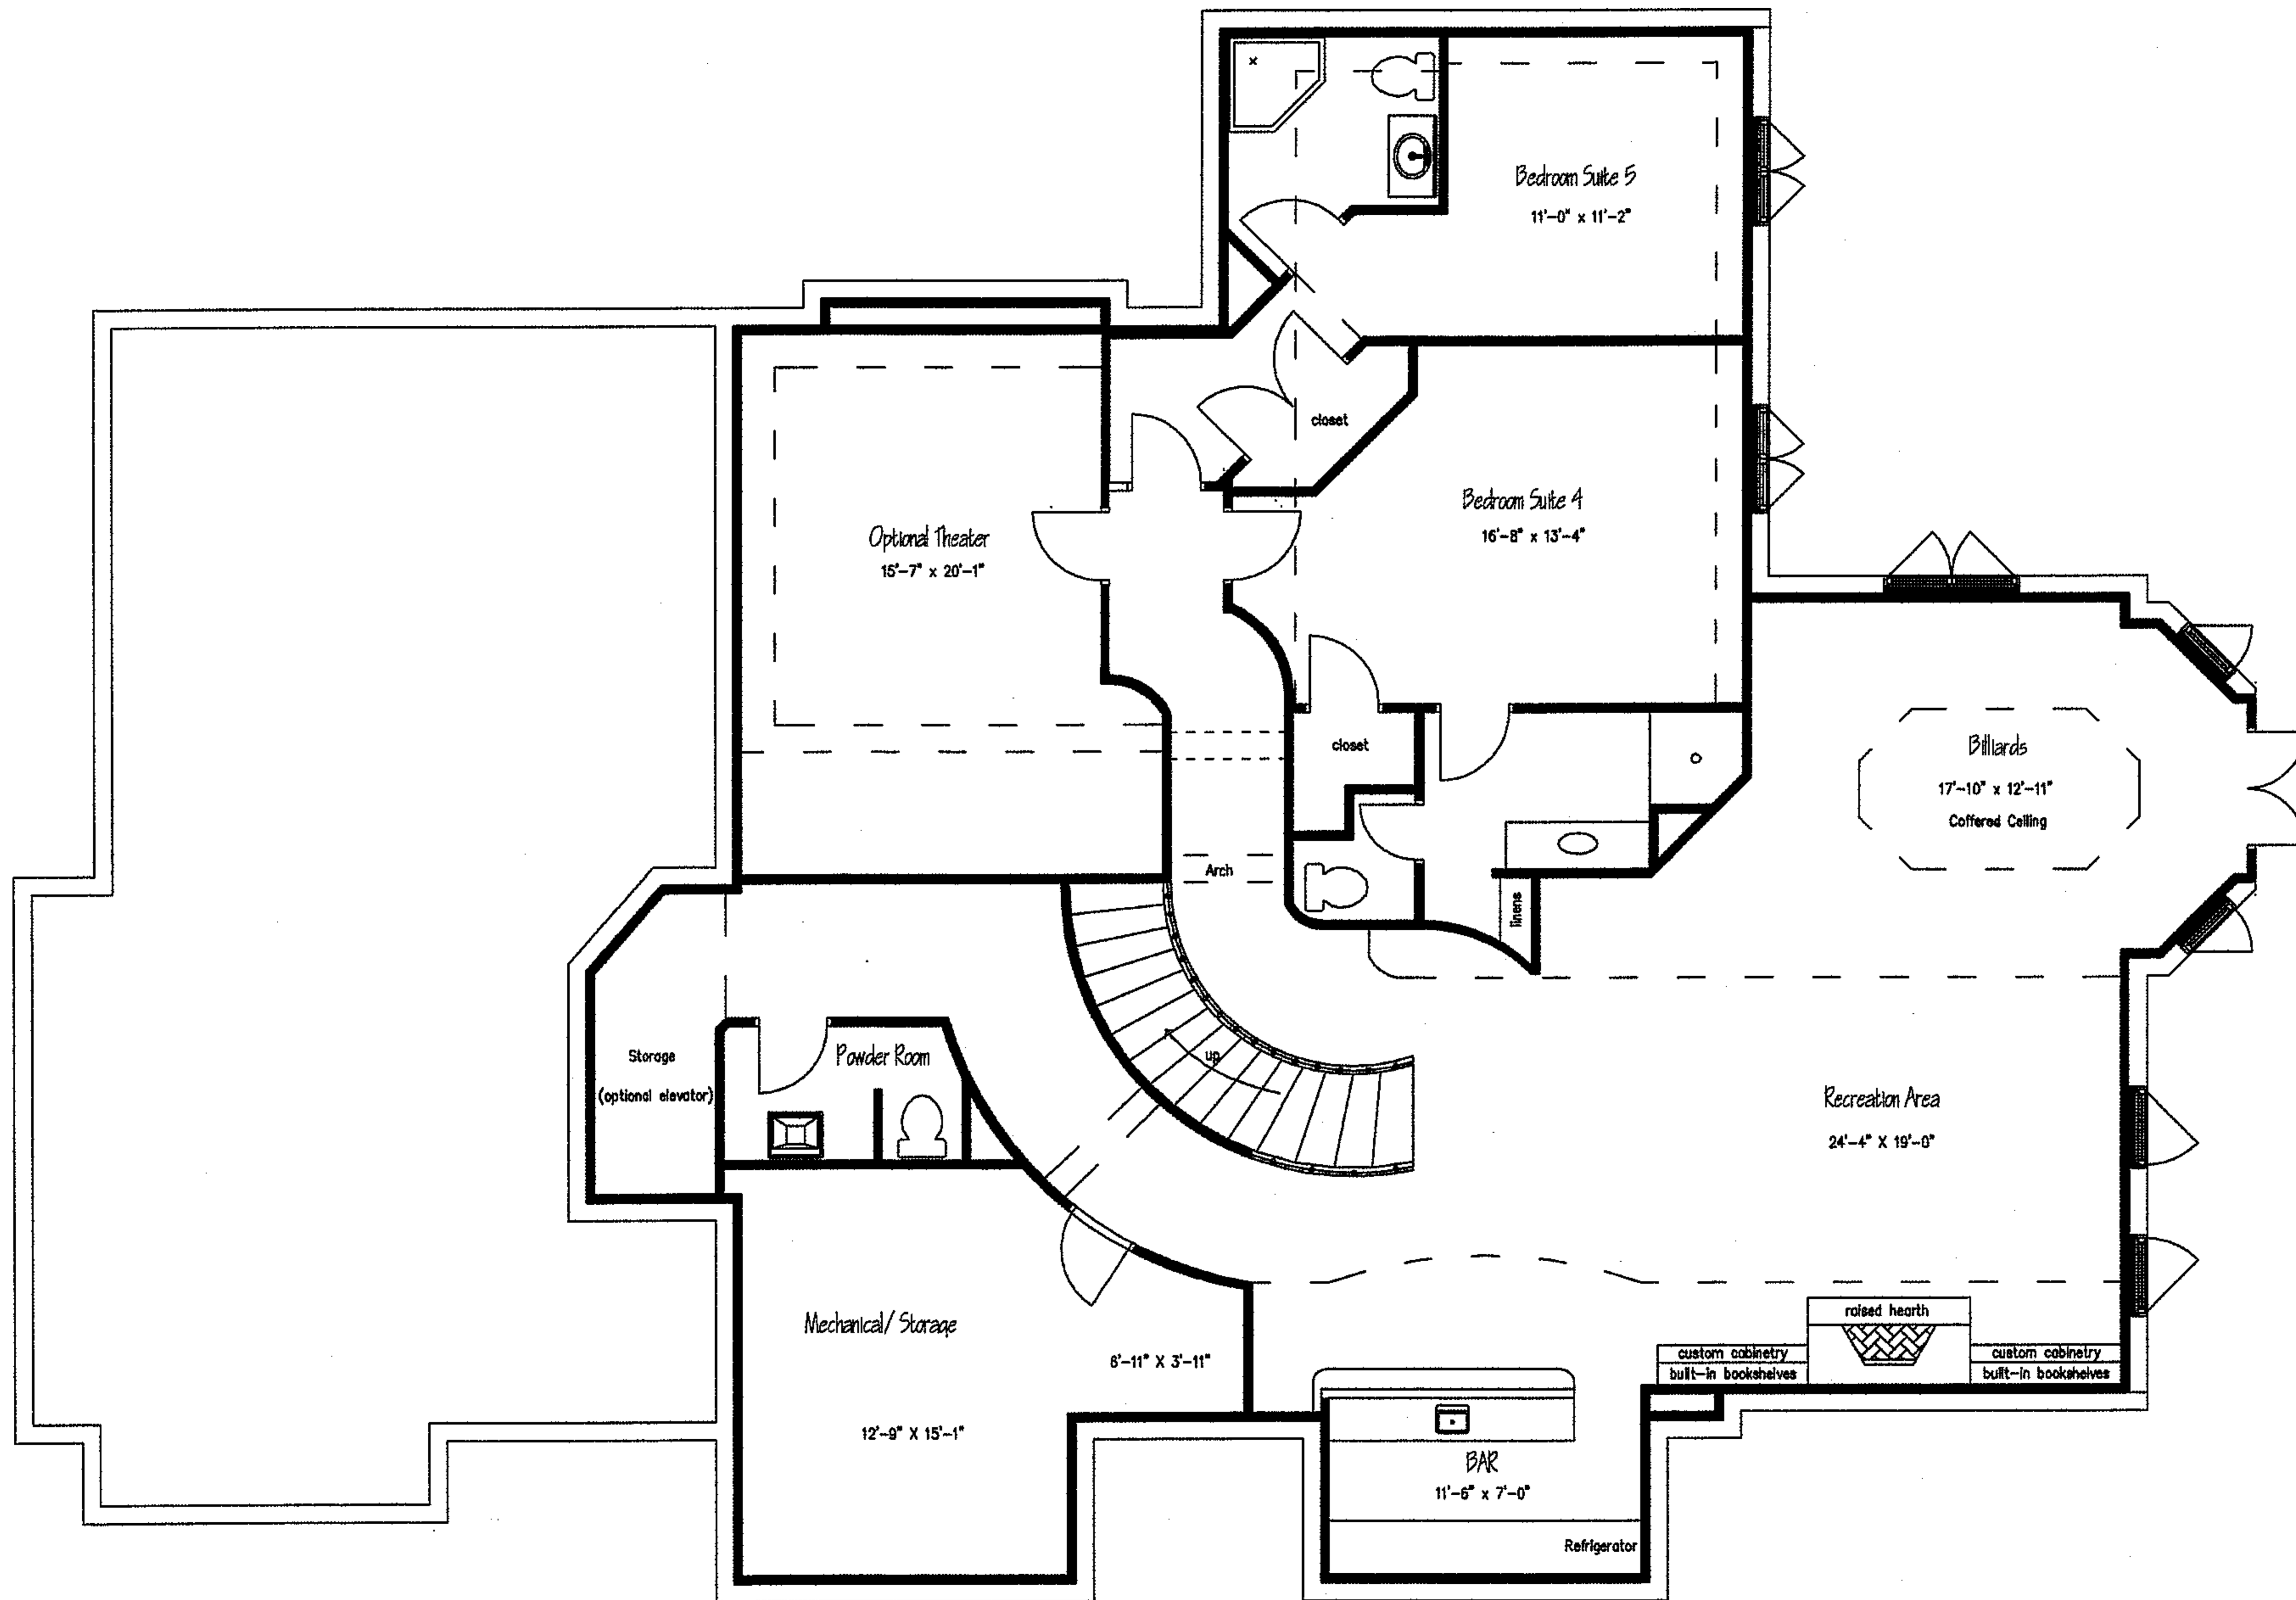 Bedroom Suite 5
11'-0" x 11'-2"
closet
Bedroom Suite 4
16'-8" x 13'-4"
Optional Theater
15'-7" x 20'-1"
closet
Billiards
17'-10" x 12'-11"
Coffered Ceiling
Arch
linens
up
Storage
(optional elevator)
Powder Room
Recreation Area
24'-4" X 19'-0"
raised hearth
custom cabinetry
built-in bookshelves
custom cabinetry
built-in bookshelves
Mechanical/ Storage
6'-11" X 3'-11"
12'-9" X 15'-1"
BAR
11'-6" x 7'-0"
Refrigerator